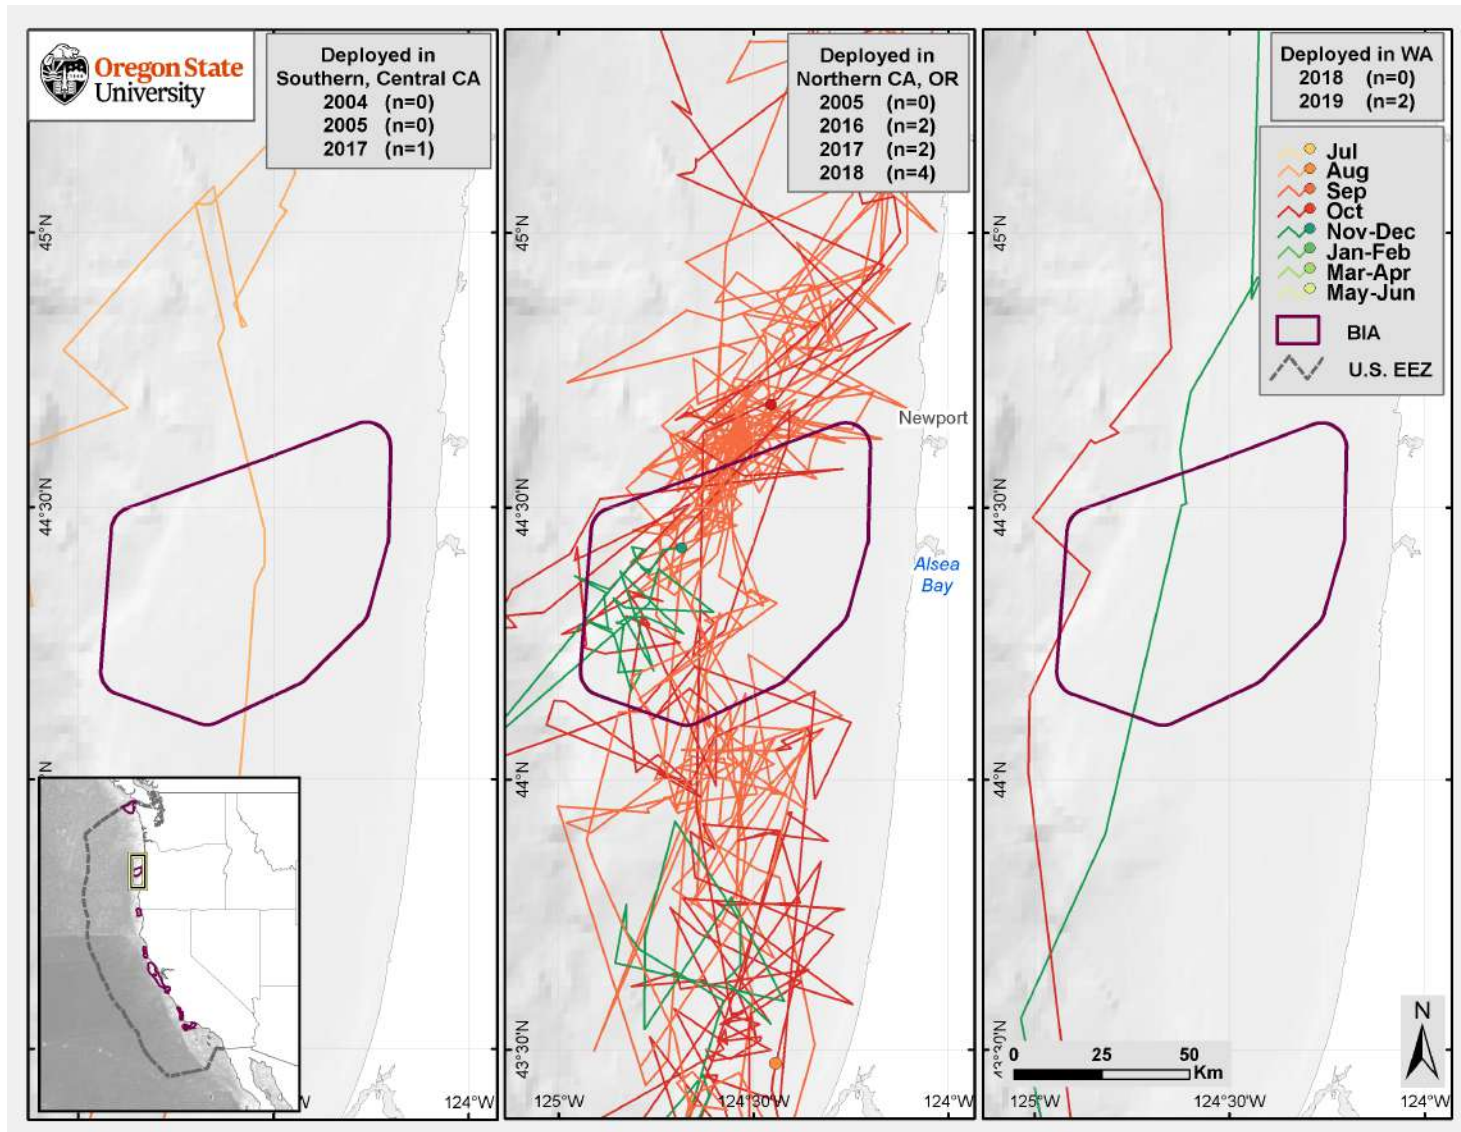 Oregon State
University
Deployed in
Southern, Central CA
2004 (n=0)
2005 (n=0)
2017 (n=1)
Deployed in
Northern CA, OR
2005 (n=0)
2016 (n=2)
2017 (n=2)
2018 (n=4)
Deployed in WA
2018 (n=0)
2019 (n=2)
Jul
Aug
Sep
Oct
Nov-Dec
Jan-Feb
Mar-Apr
May-Jun
BIA
U.S. EEZ
45°N
45°N
45°N
Newport
44°30'N
44°30'N
44°30'N
Alsea
Bay
44°N
44°N
43°30'N
43°30'N
N
0 25 50
Km
124°W
125°W
124°30'W
124°W
125°W
124°30'W
124°W